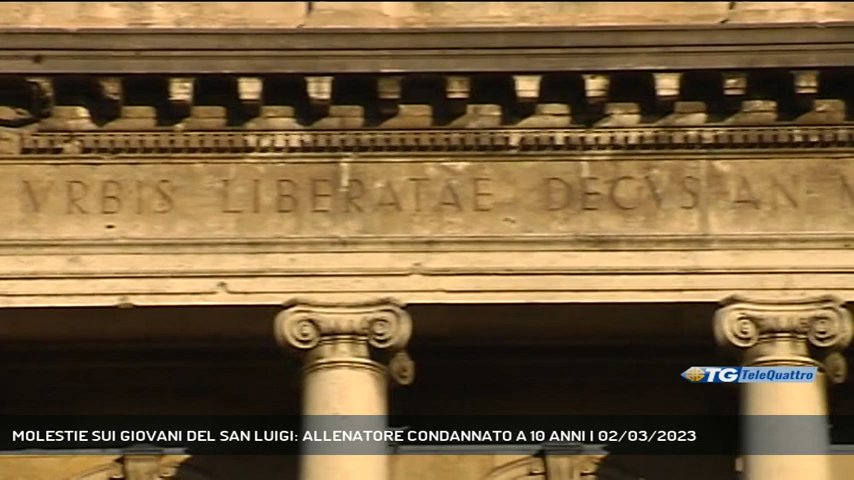 VRBIS LIBERATAE DECVS AN
TG TeleQuattro
MOLESTIE SUI GIOVANI DEL SAN LUIGI: ALLENATORE CONDANNATO A 10 ANNI | 02/03/2023